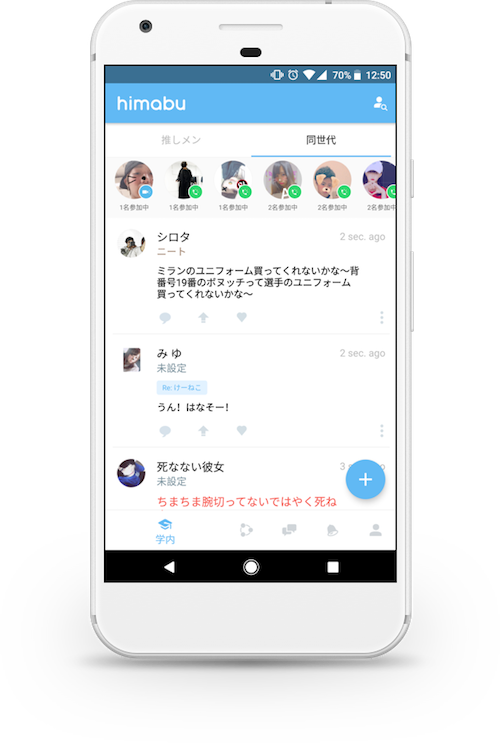 70% 12:50
himabu
推しメン 同世代
1名参加中 1名参加中 1名参加中 2名参加中 2名参加中 2名参加中
シロタ 2 sec. ago
ニート
ミランのユニフォーム買ってくれないかな〜背
番号19番のボヌッチって選手のユニフォーム
買ってくれないかな〜
み ゆ 2 sec. ago
未設定
Re: けーねこ
うん！はなそー！
死なない彼女 3
未設定
ちまちま腕切ってないではやく死ね
学内